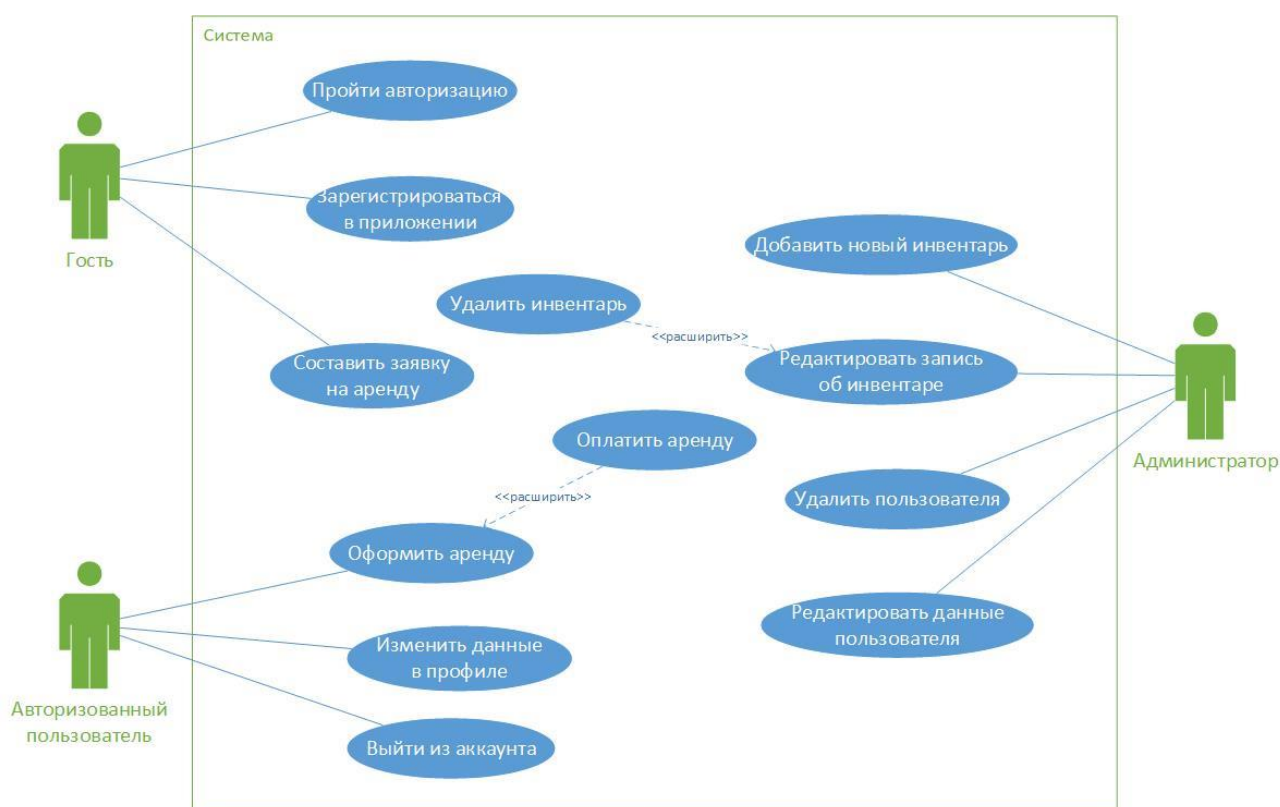 Система
Пройти авторизацию
Зарегистрироваться
в приложении
Гость
Добавить новый инвентарь
Удалить инвентарь
<<расширить>>
Составить заявку
на аренду
Редактировать запись
об инвентаре
Оплатить аренду
Администратор
<<расширить>>
Удалить пользователя
Оформить аренду
Редактировать данные
пользователя
Изменить данные
в профиле
Авторизованный
пользователь
Выйти из аккаунта